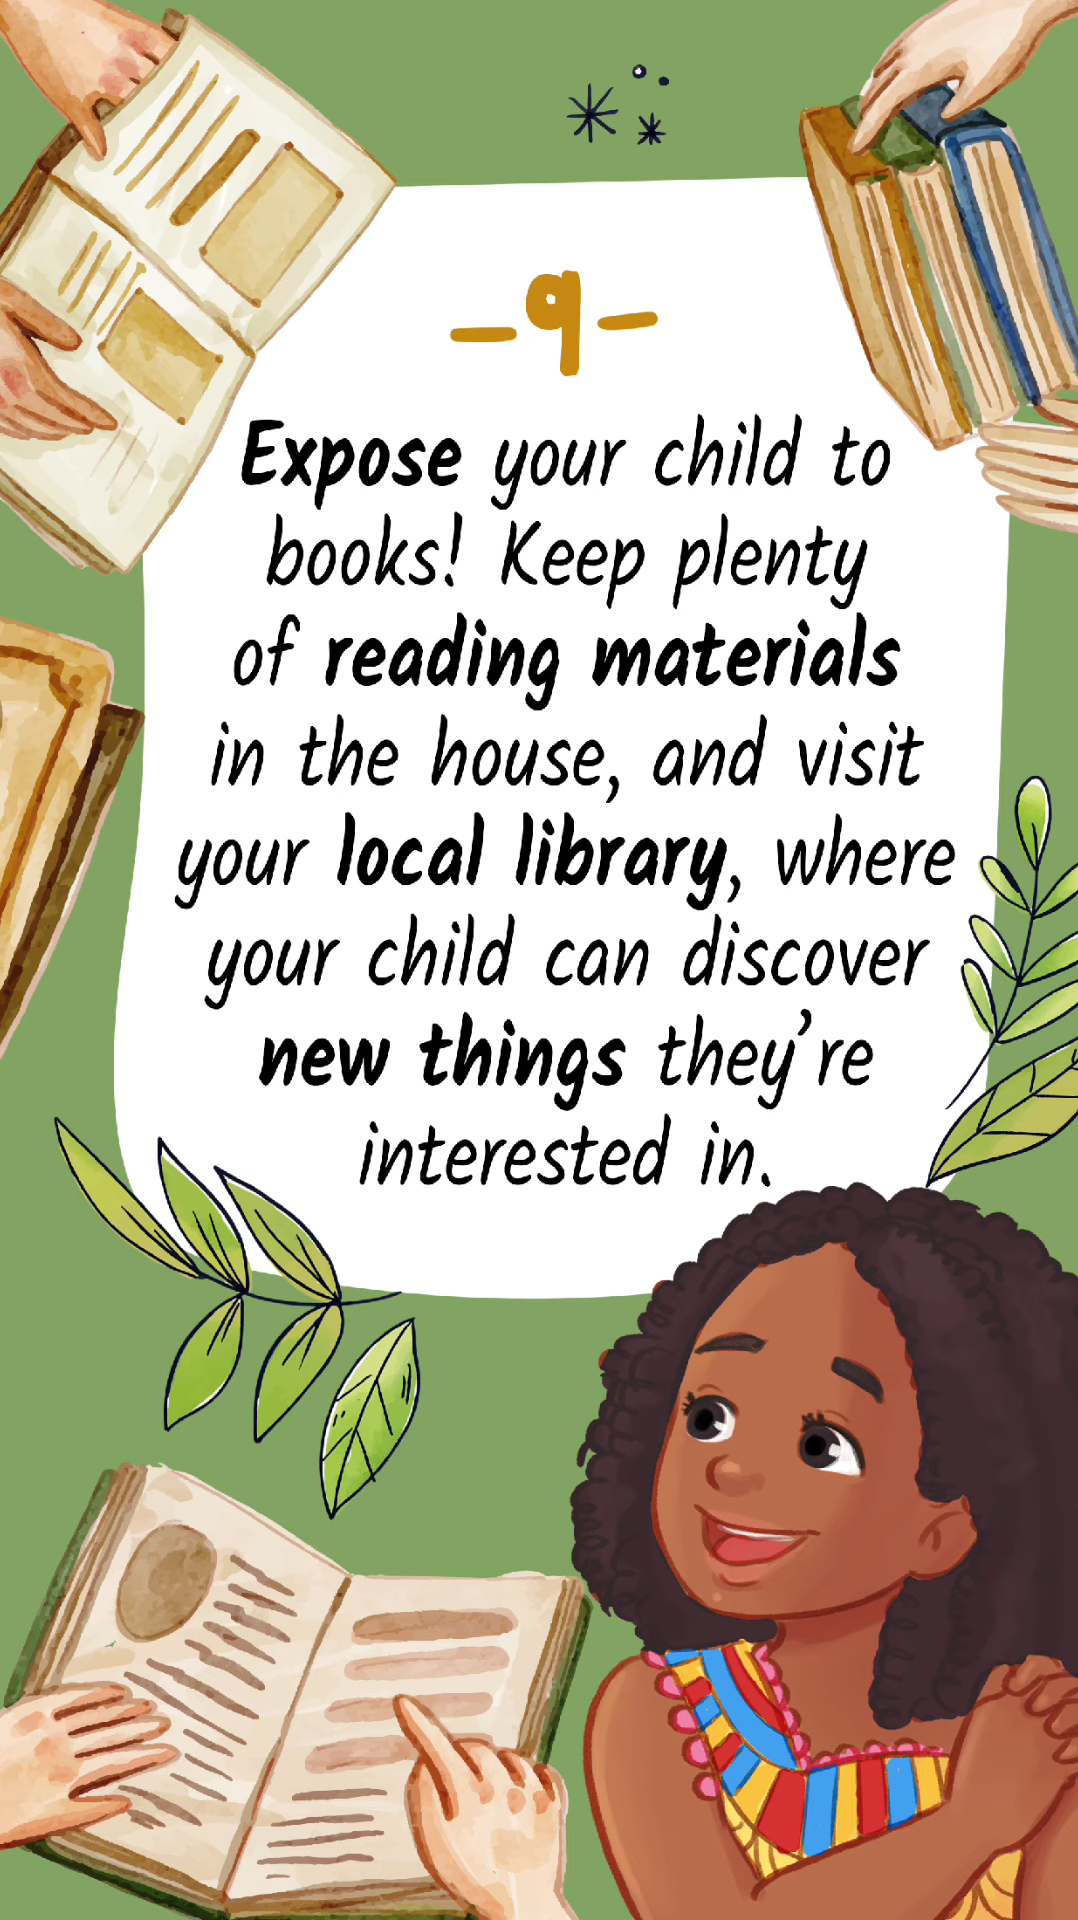 -9-
Expose your child to
books! Keep plenty
of reading materials
in the house, and visit
your local library, where
your child can discover
new things they’re
interested in.